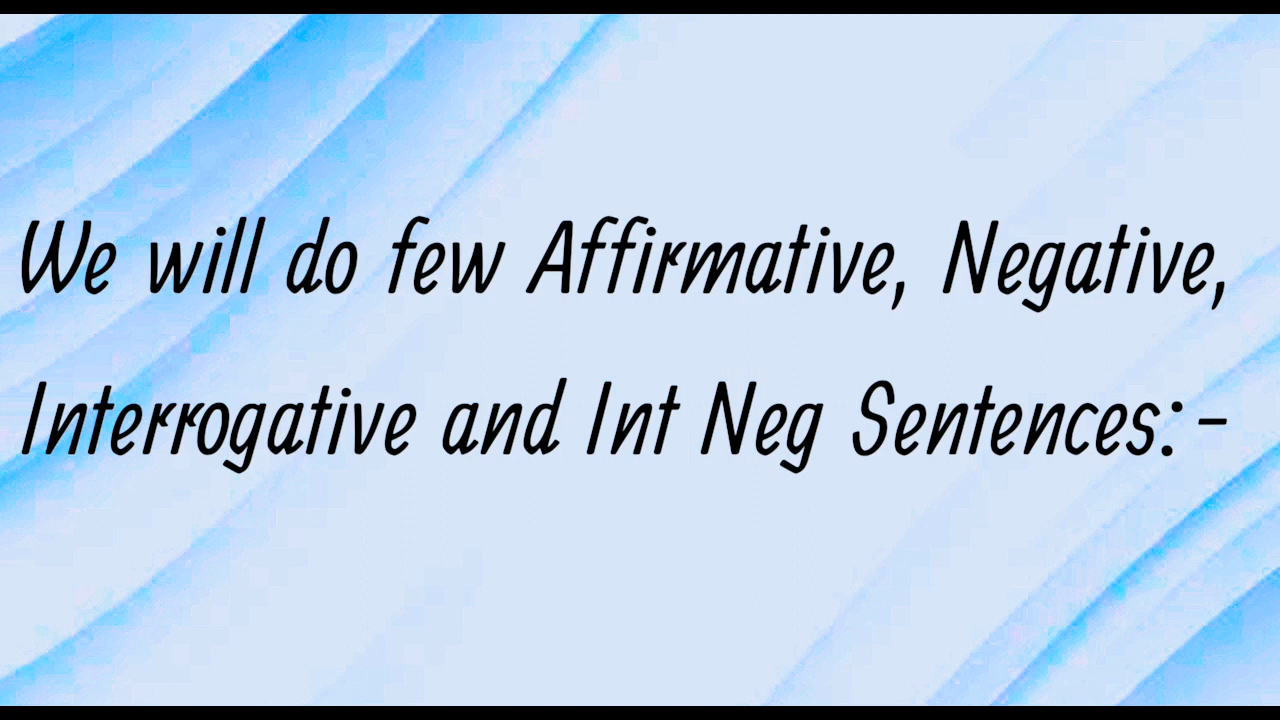 We will do few Affirmative, Negative,
Interrogative and Int Neg Sentences:-